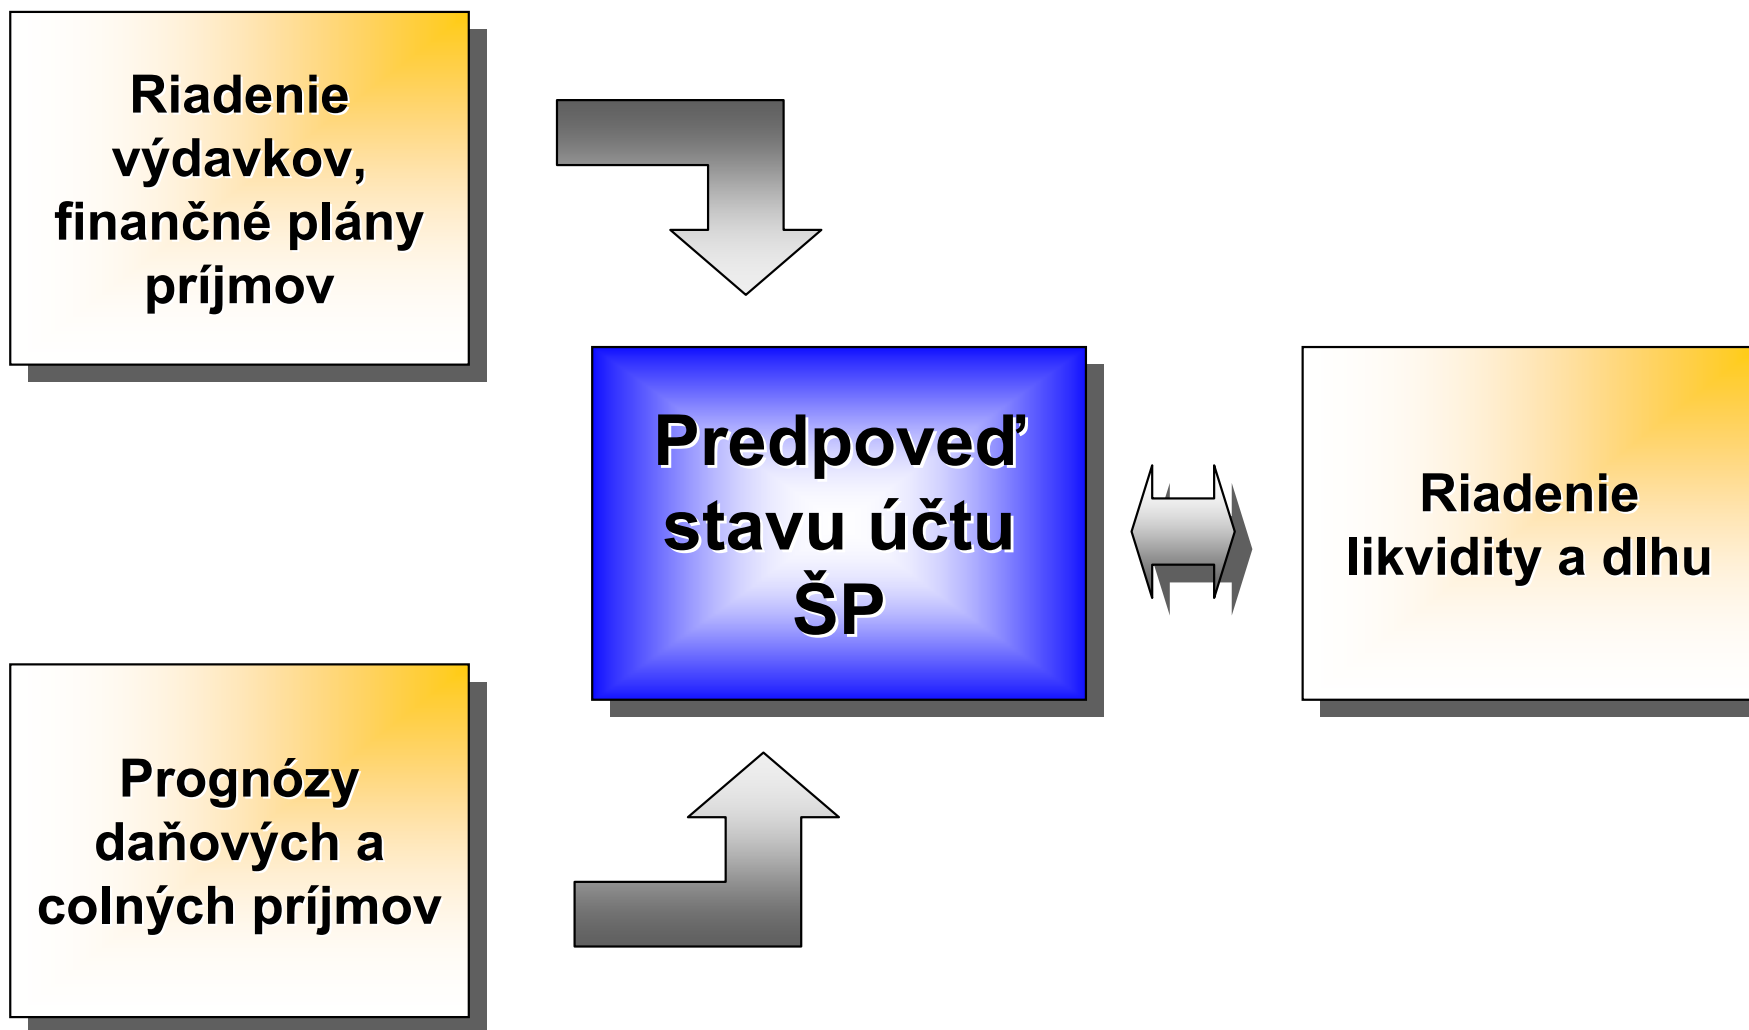 Riadenie
výdavkov,
finančné plány
príjmov
Predpoveď
stavu účtu
ŠP
Riadenie
likvidity a dlhu
Prognózy
daňových a
colných príjmov